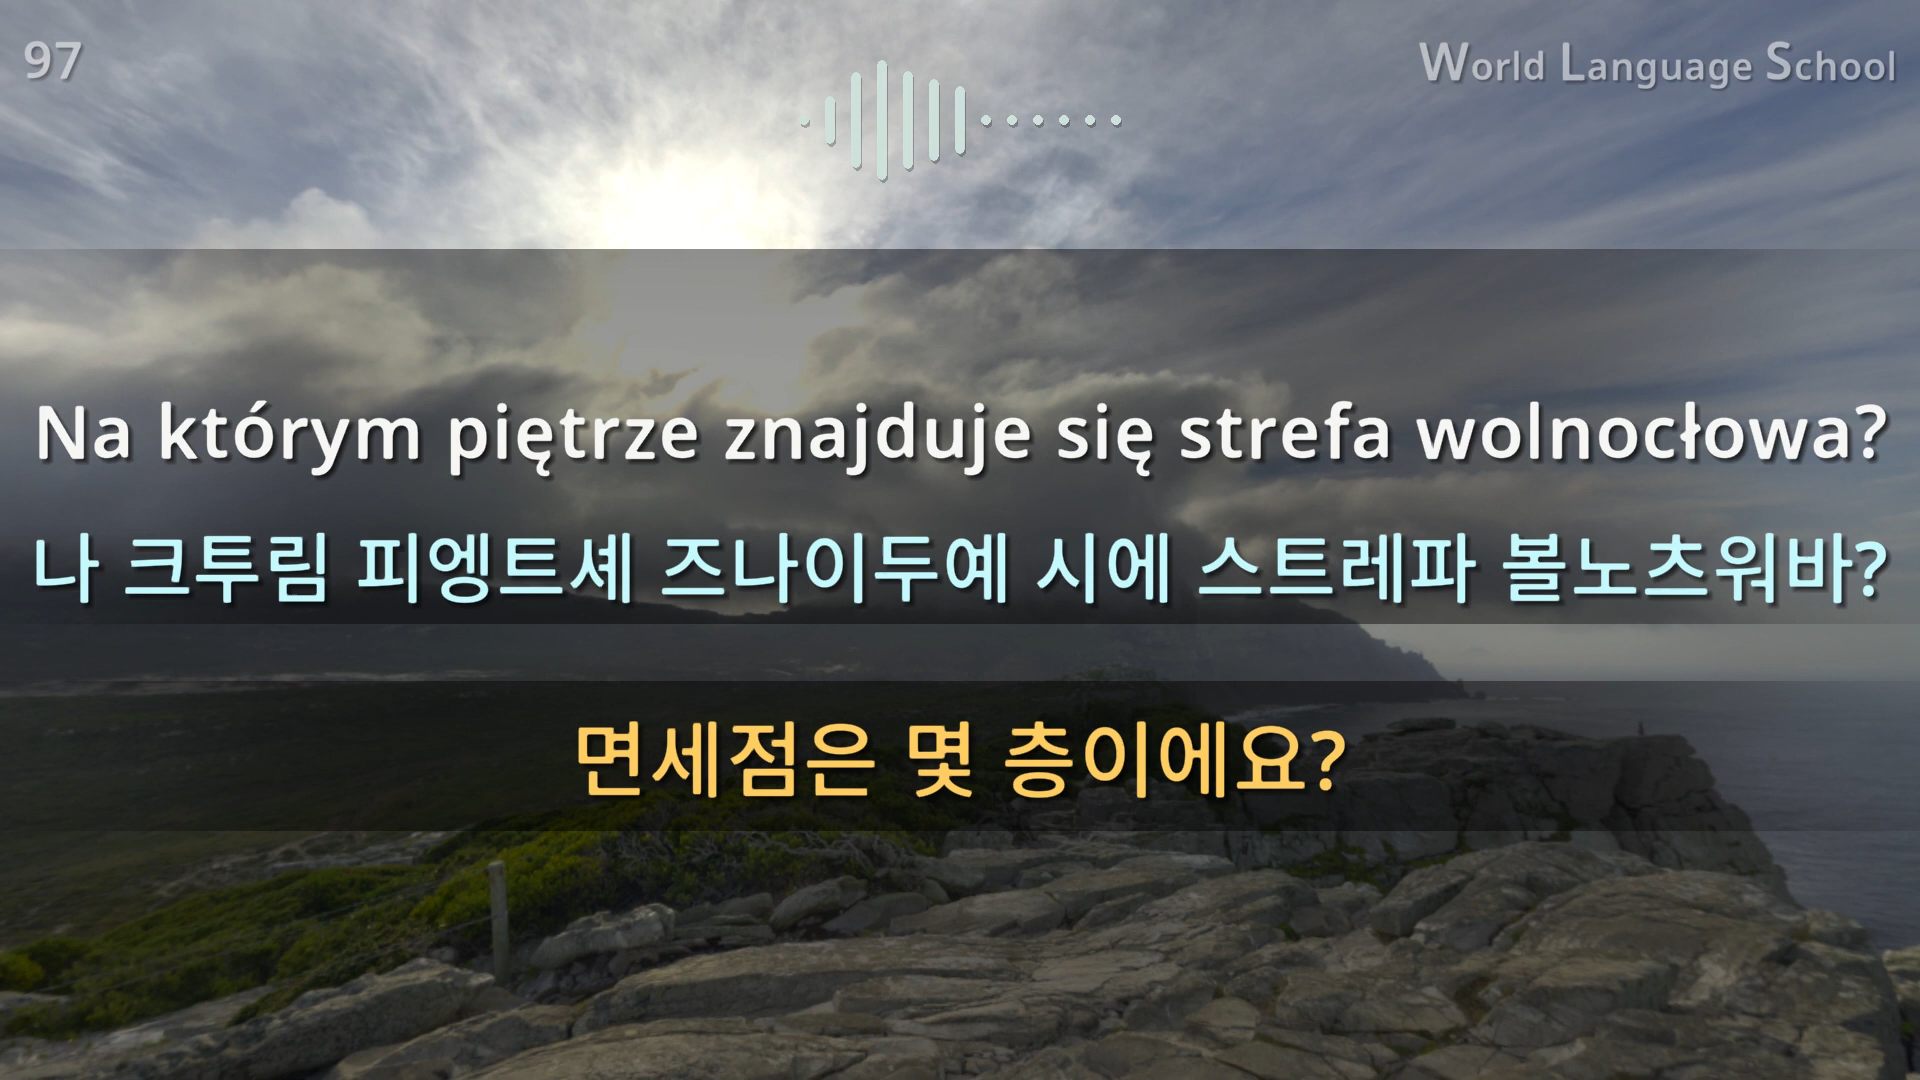 97
World Language School
Na którym piętrze znajduje się strefa wolnocłowa?
나 크투림 피엥트셰 즈나이두예 시에 스트레파 볼노츠워바?
면세점은 몇 층이에요?